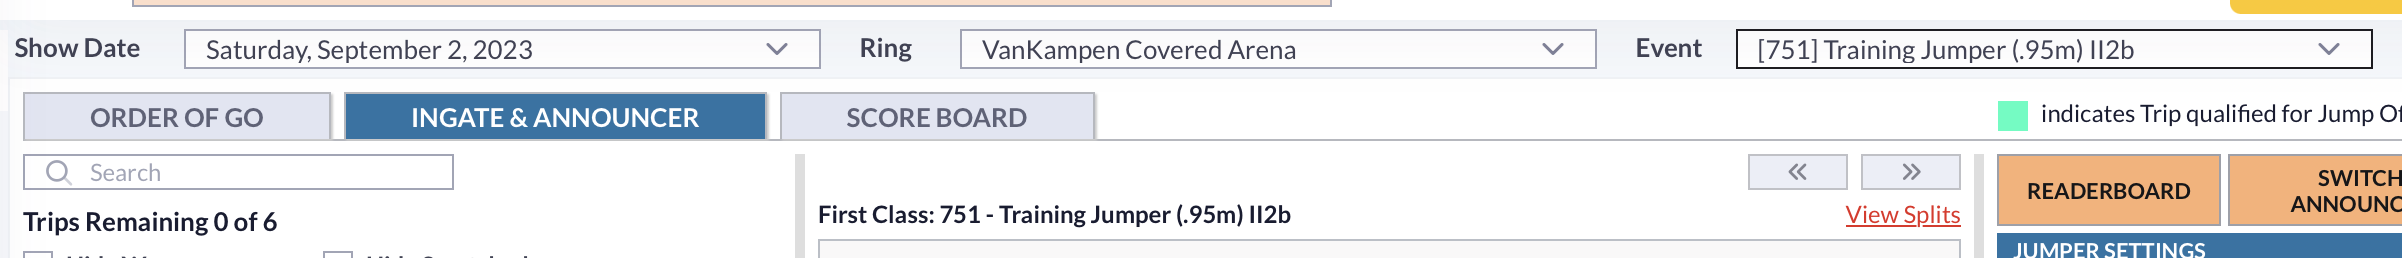 Show Date
Saturday, September 2, 2023
Ring
VanKampen Covered Arena
Event
[751] Training Jumper (.95m) II2b
ORDER OF GO
INGATE & ANNOUNCER
SCORE BOARD
indicates Trip qualified for Jump
Search
Trips Remaining 0 of 6
First Class: 751 - Training Jumper (.95m) II2b
View Splits
READERBOARD
SWITCH
JUMPER SETTINGS